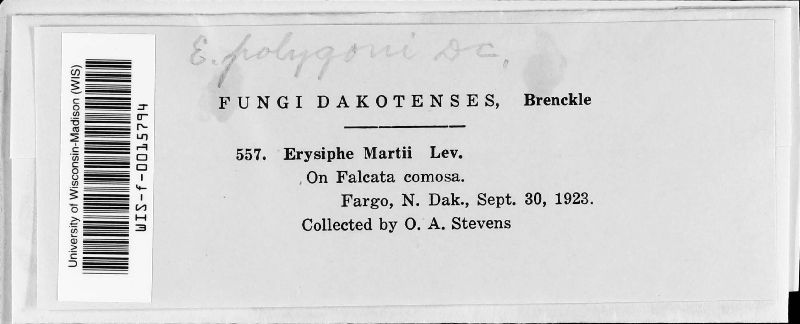 E. polygoni DC.
FUNGI DAKOTENSES, Brenckle
557. Erysiphe Martii Lev.
On Falcata comosa.
Fargo, N. Dak., Sept. 30, 1923.
Collected by O. A. Stevens
University of Wisconsin-Madison (WIS)
WIS-f-0015794